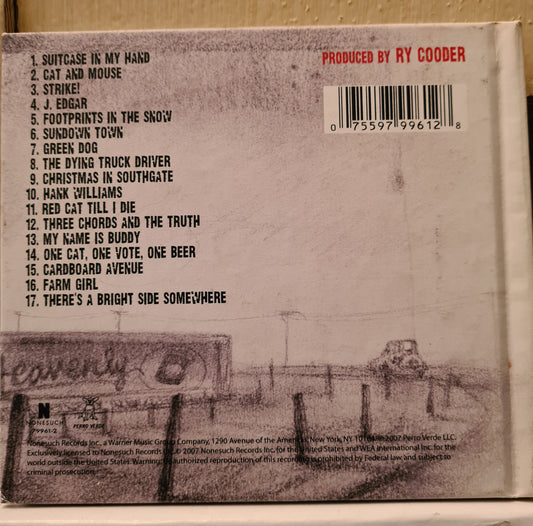 1. SUITCASE IN MY HAND
2. CAT AND MOUSE
3. STRIKE!
4. J. EDGAR
5. FOOTPRINTS IN THE SNOW
6. SUNDOWN TOWN
7. GREEN DOG
8. THE DYING TRUCK DRIVER
9. CHRISTMAS IN SOUTHGATE
10. HANK WILLIAMS
11. RED CAT TILL I DIE
12. THREE CHORDS AND THE TRUTH
13. MY NAME IS BUDDY
14. ONE CAT, ONE VOTE, ONE BEER
15. CARDBOARD AVENUE
16. FARM GIRL
17. THERE'S A BRIGHT SIDE SOMEWHERE
PRODUCED BY RY COODER
0 75597 99612 8
Heavenly
N
NONESUCH
79961-2
PERRO VERDE
Nonesuch Records Inc., a Warner Music Group Company, 1290 Avenue of the Americas, New York, NY 10104. ℗ 2007 Perro Verde LLC.
Exclusively licensed to Nonesuch Records Inc. © 2007 Nonesuch Records Inc. for the United States and WEA International Inc. for the
world outside the United States. Warning: Unauthorized reproduction of this recording is prohibited by Federal law and subject to
criminal prosecution.